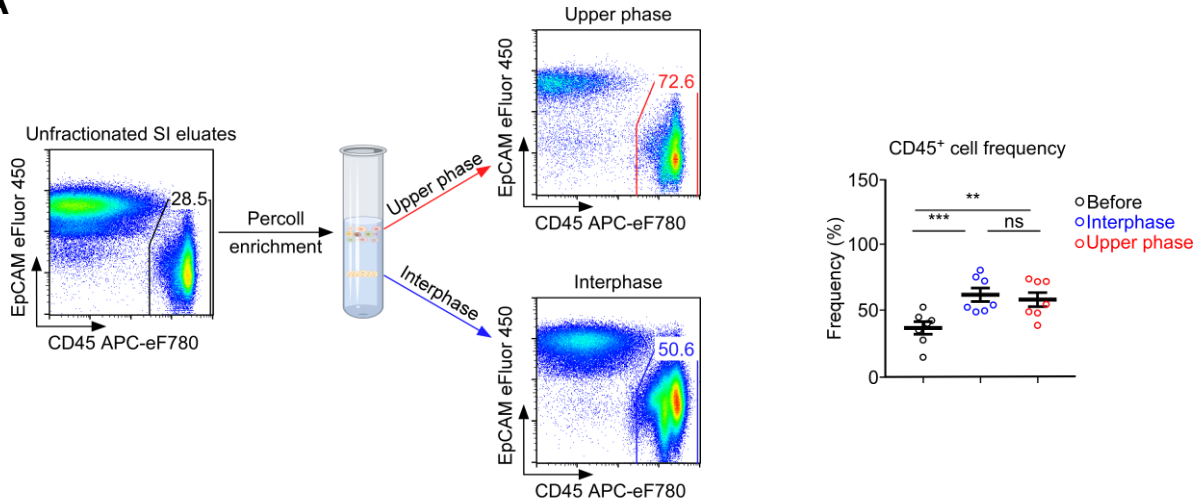 A
Upper phase
EpCAM eFluor 450
72.6
CD45 APC-eF780
Unfractionated SI eluates
EpCAM eFluor 450
28.5
CD45 APC-eF780
Percoll
enrichment
Upper phase
Interphase
Interphase
EpCAM eFluor 450
50.6
CD45 APC-eF780
CD45⁺ cell frequency
Frequency (%)
150
100
50
0
**
***
ns
Before
Interphase
Upper phase